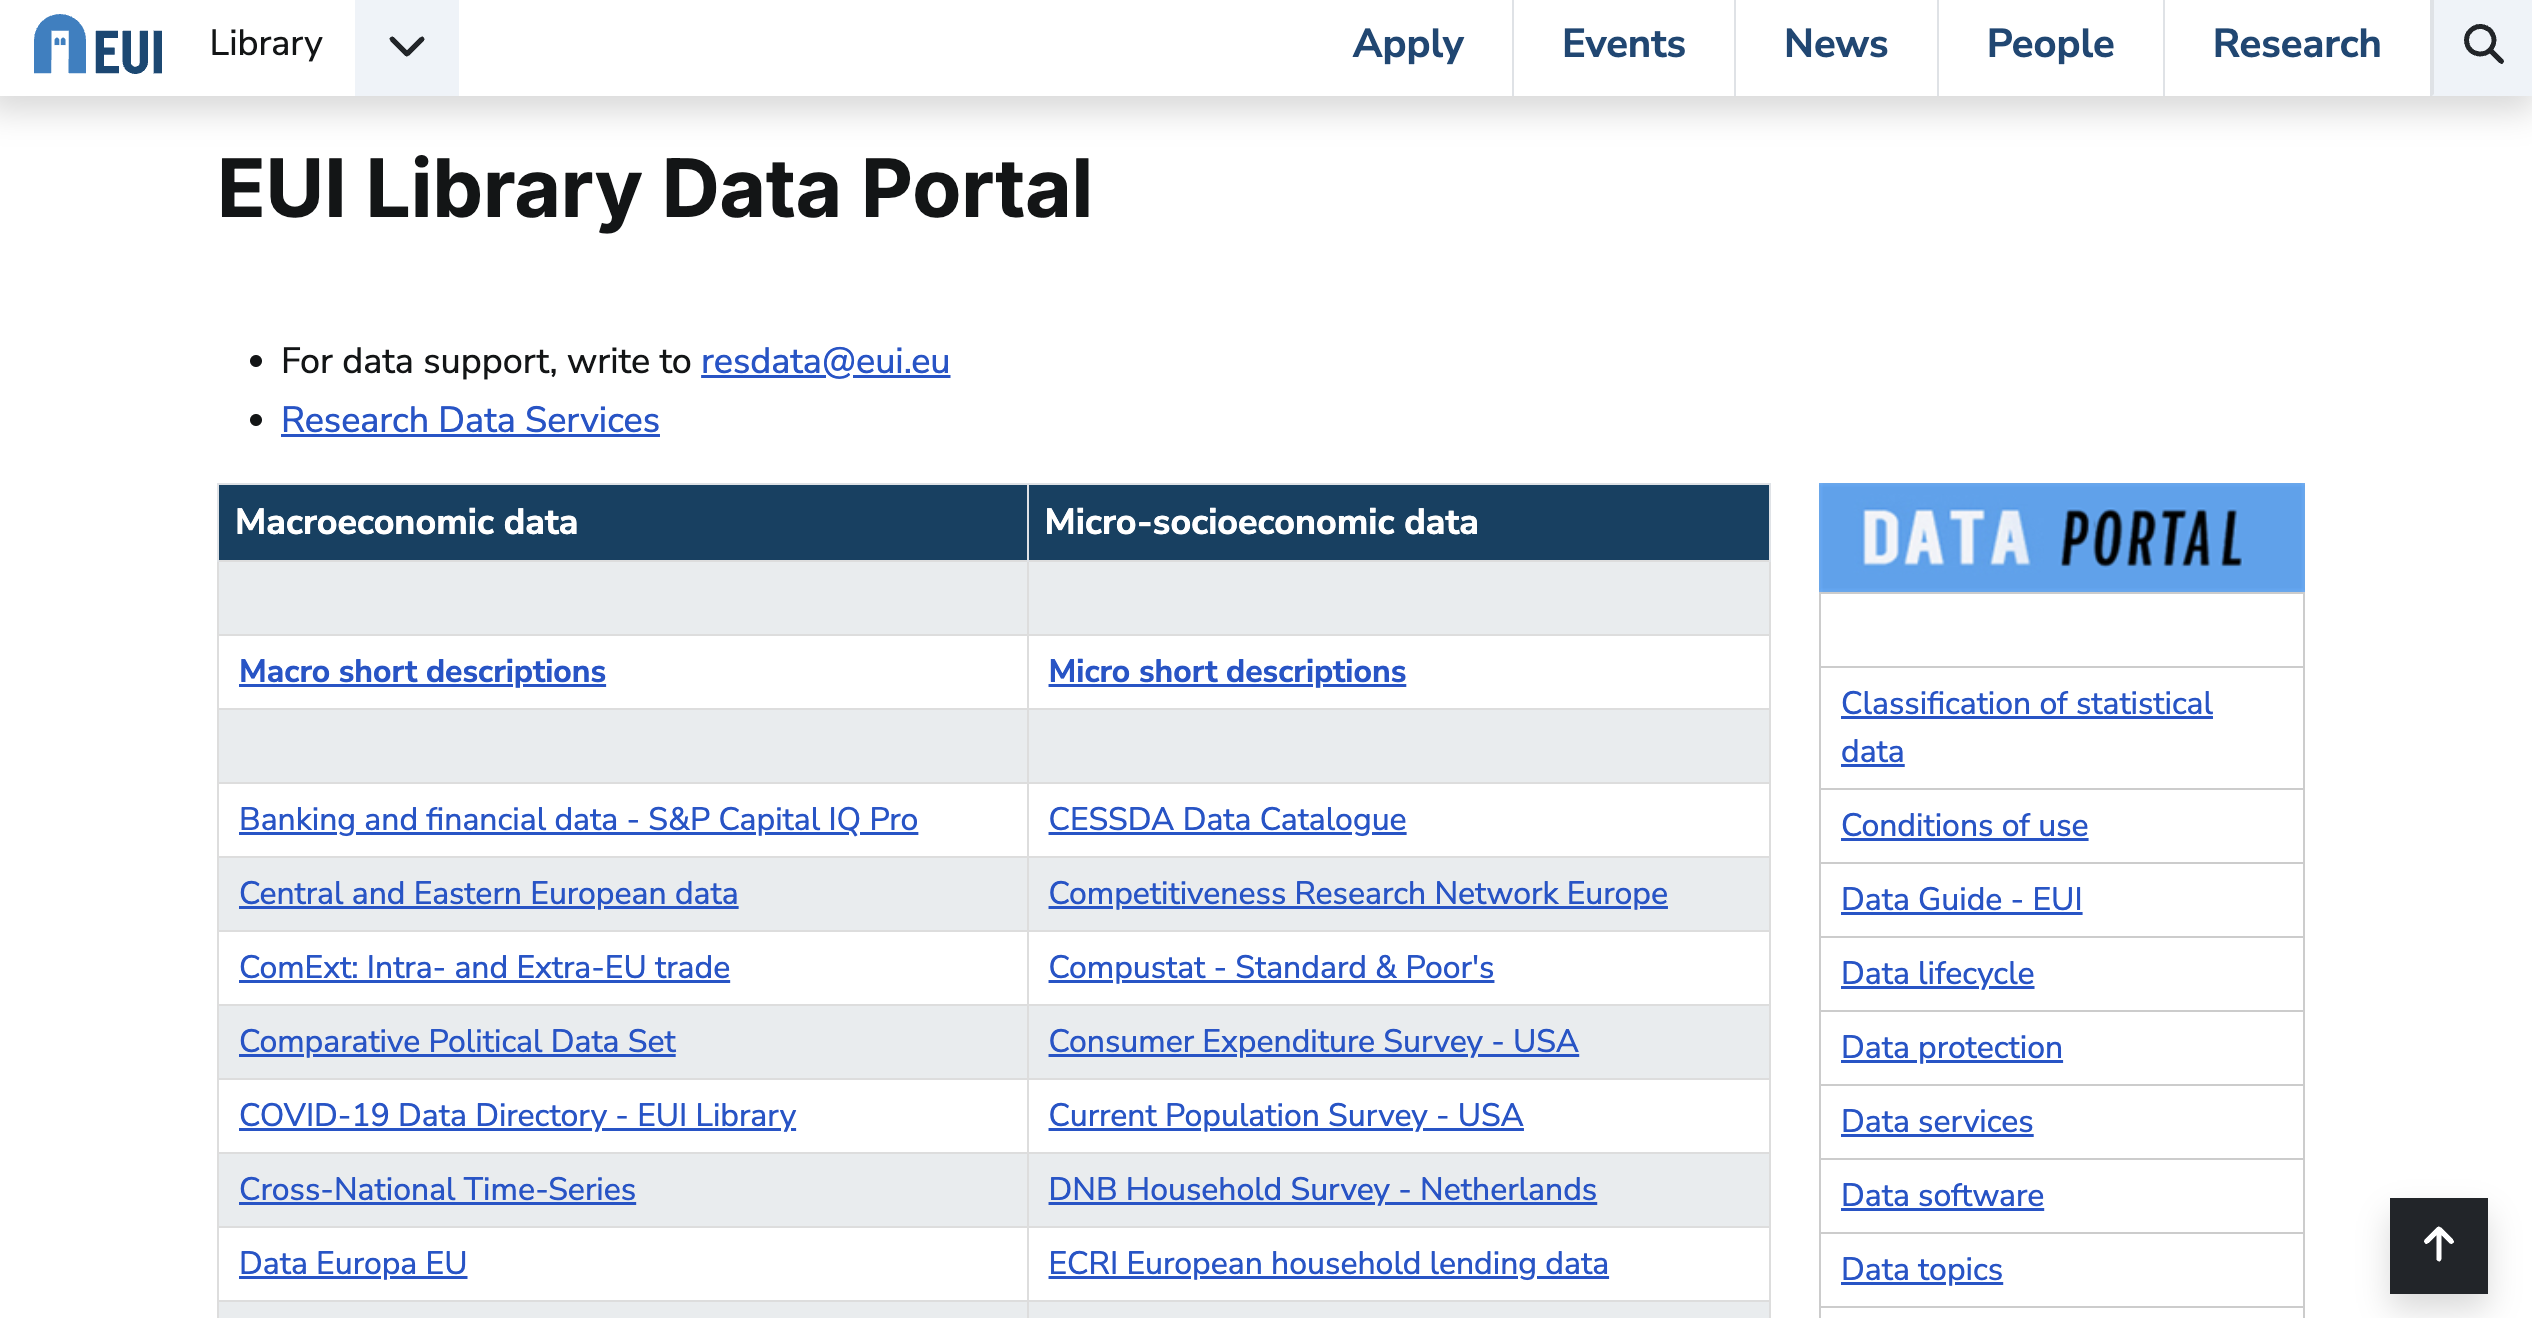 EUI Library
Apply
Events
News
People
Research
EUI Library Data Portal
For data support, write to resdata@eui.eu
Research Data Services
Macroeconomic data
Micro-socioeconomic data
Macro short descriptions
Micro short descriptions
Banking and financial data - S&P Capital IQ Pro
CESSDA Data Catalogue
Central and Eastern European data
Competitiveness Research Network Europe
ComExt: Intra- and Extra-EU trade
Compustat - Standard & Poor's
Comparative Political Data Set
Consumer Expenditure Survey - USA
COVID-19 Data Directory - EUI Library
Current Population Survey - USA
Cross-National Time-Series
DNB Household Survey - Netherlands
Data Europa EU
ECRI European household lending data
DATA PORTAL
Classification of statistical
data
Conditions of use
Data Guide - EUI
Data lifecycle
Data protection
Data services
Data software
Data topics